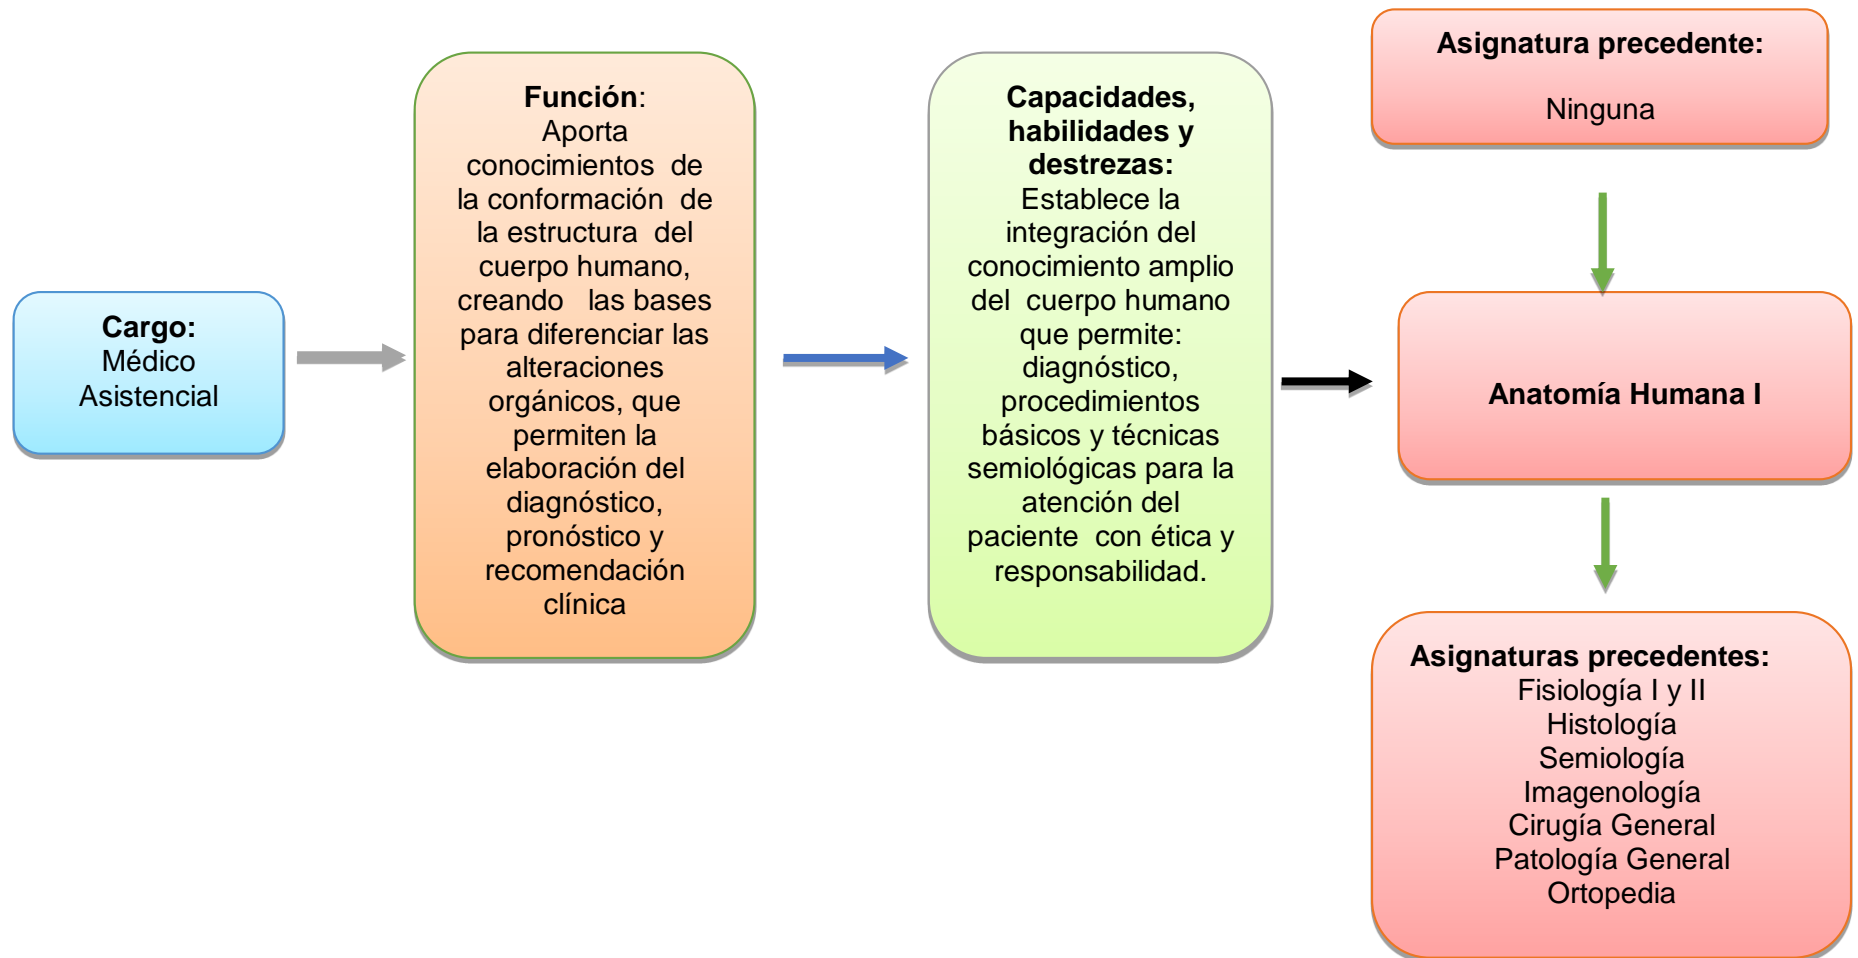 Cargo:
Médico
Asistencial
Función:
Aporta
conocimientos de
la conformación de
la estructura del
cuerpo humano,
creando las bases
para diferenciar las
alteraciones
orgánicos, que
permiten la
elaboración del
diagnóstico,
pronóstico y
recomendación
clínica
Capacidades,
habilidades y
destrezas:
Establece la
integración del
conocimiento amplio
del cuerpo humano
que permite:
diagnóstico,
procedimientos
básicos y técnicas
semiológicas para la
atención del
paciente con ética y
responsabilidad.
Asignatura precedente:
Ninguna
Anatomía Humana I
Asignaturas precedentes:
Fisiología I y II
Histología
Semiología
Imagenología
Cirugía General
Patología General
Ortopedia